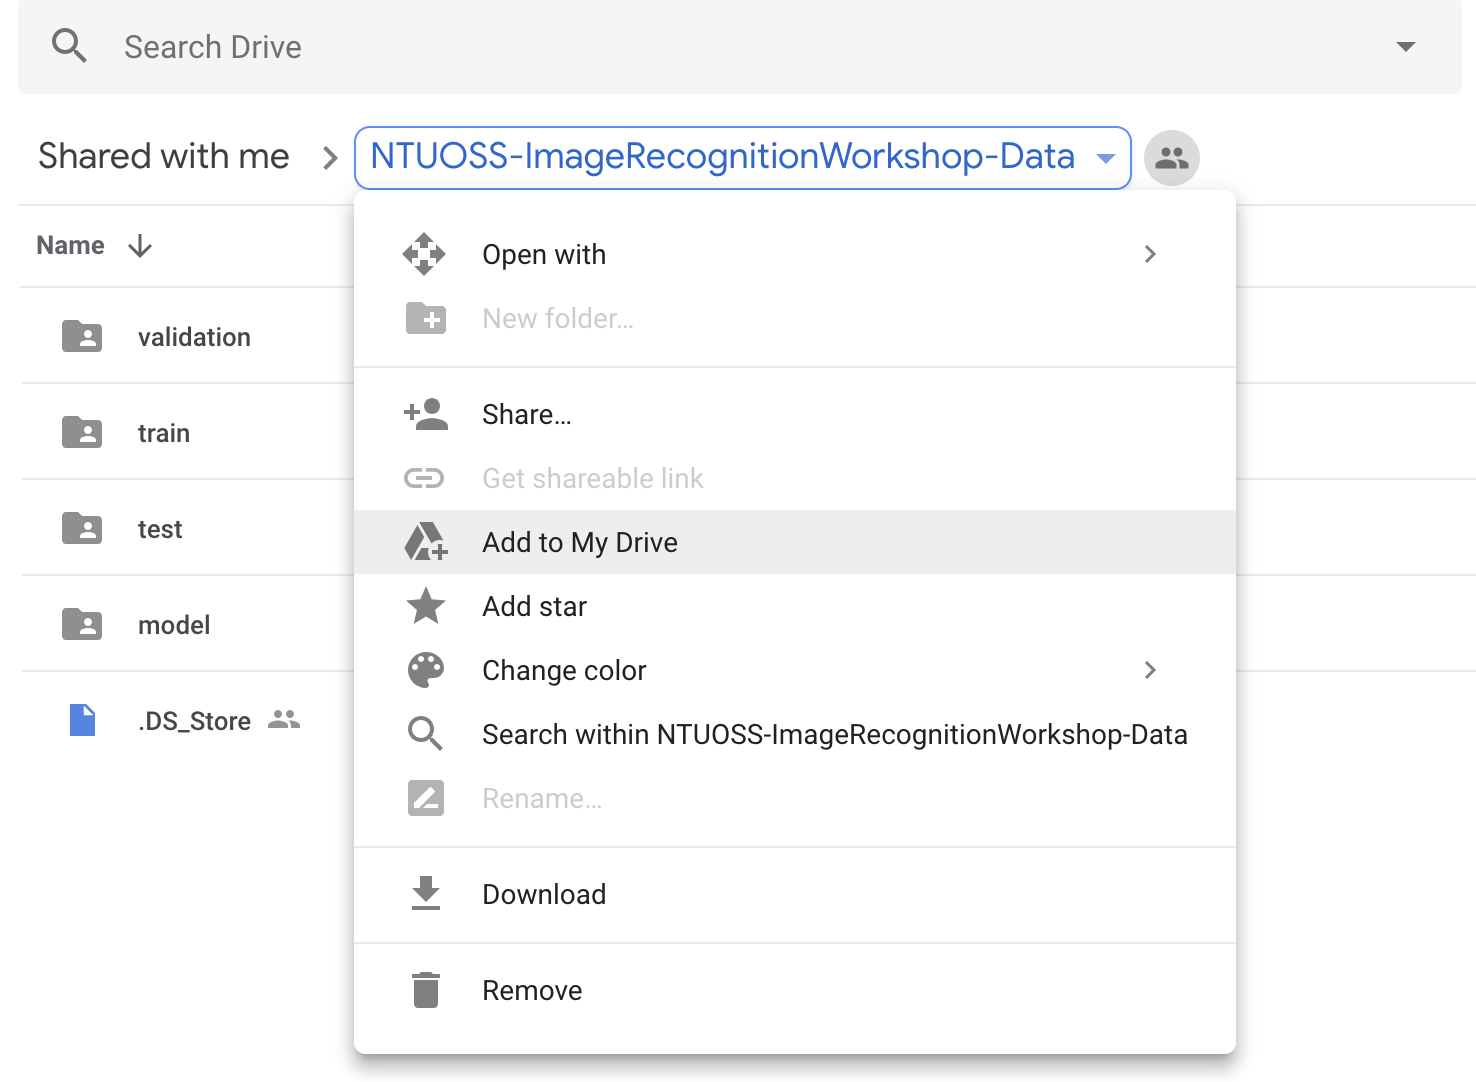 Search Drive
Shared with me > NTUOSS-ImageRecognitionWorkshop-Data
Name
validation
train
test
model
.DS_Store
Open with
New folder...
Share...
Get shareable link
Add to My Drive
Add star
Change color
Search within NTUOSS-ImageRecognitionWorkshop-Data
Rename...
Download
Remove